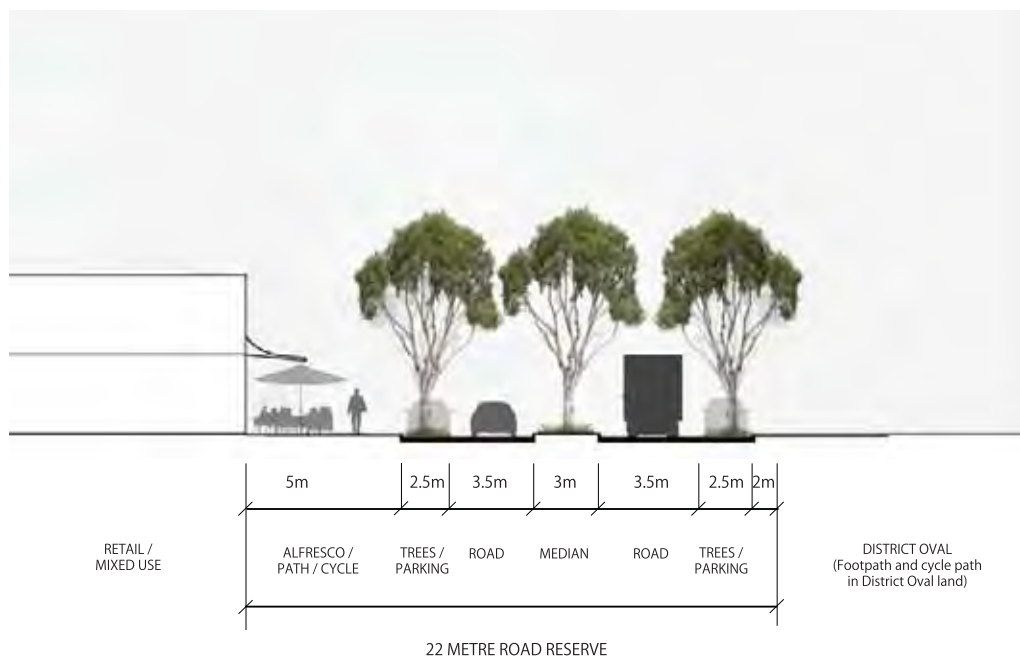 5m 2.5m 3.5m 3m 3.5m 2.5m 2m
RETAIL /
MIXED USE
ALFRESCO /
PATH / CYCLE
TREES /
PARKING
ROAD
MEDIAN
ROAD
TREES /
PARKING
DISTRICT OVAL
(Footpath and cycle path
in District Oval land)
22 METRE ROAD RESERVE